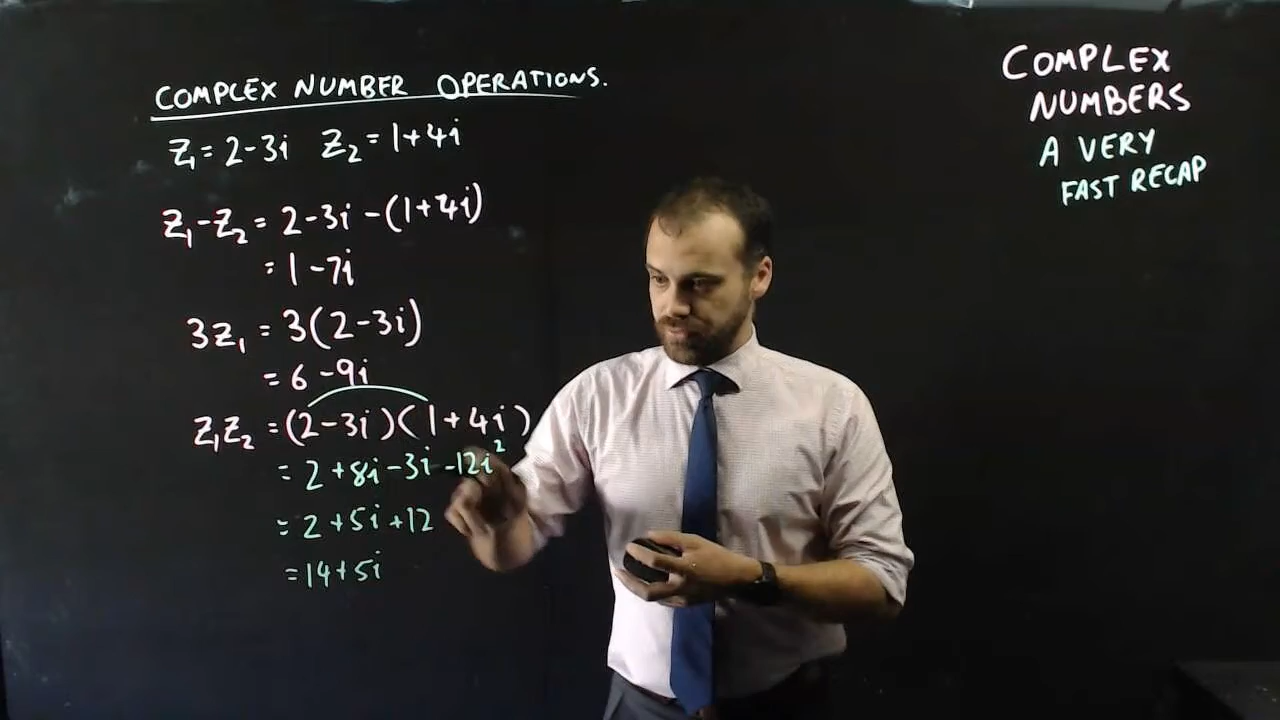 COMPLEX NUMBER OPERATIONS.
Z₁ = 2-3i Z₂ = 1+4i
Z₁-Z₂ = 2-3i -(1+4i)
= 1-7i
3Z₁ = 3(2-3i)
= 6-9i
Z₁Z₂ = (2-3i)(1+4i)
= 2+8i-3i-12i²
= 2+5i+12
= 14+5i
COMPLEX
NUMBERS
A VERY
FAST RECAP